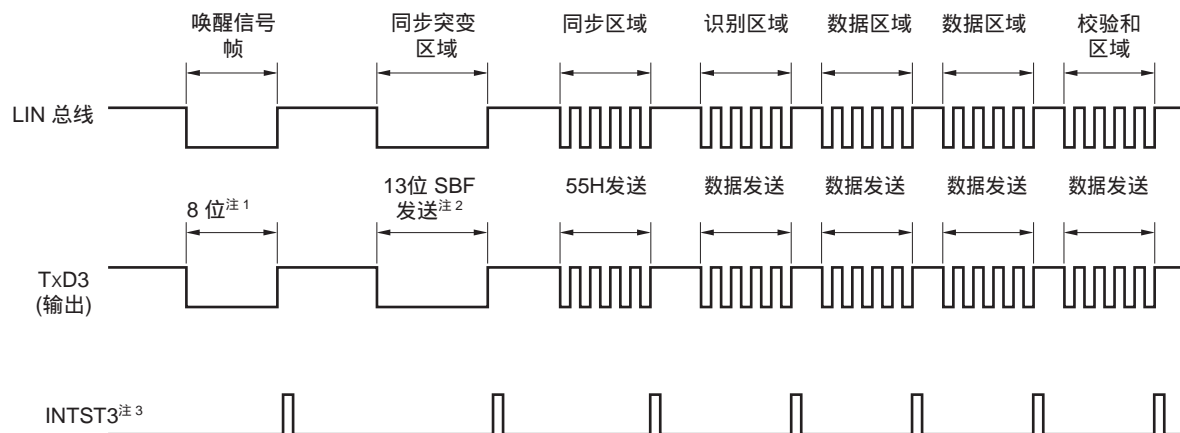 唤醒信号
帧
同步突变
区域
同步区域
识别区域
数据区域
数据区域
校验和
区域
LIN 总线
8 位注 1
13位 SBF
发送注 2
55H发送
数据发送
数据发送
数据发送
数据发送
TxD3
(输出)
INTST3注 3